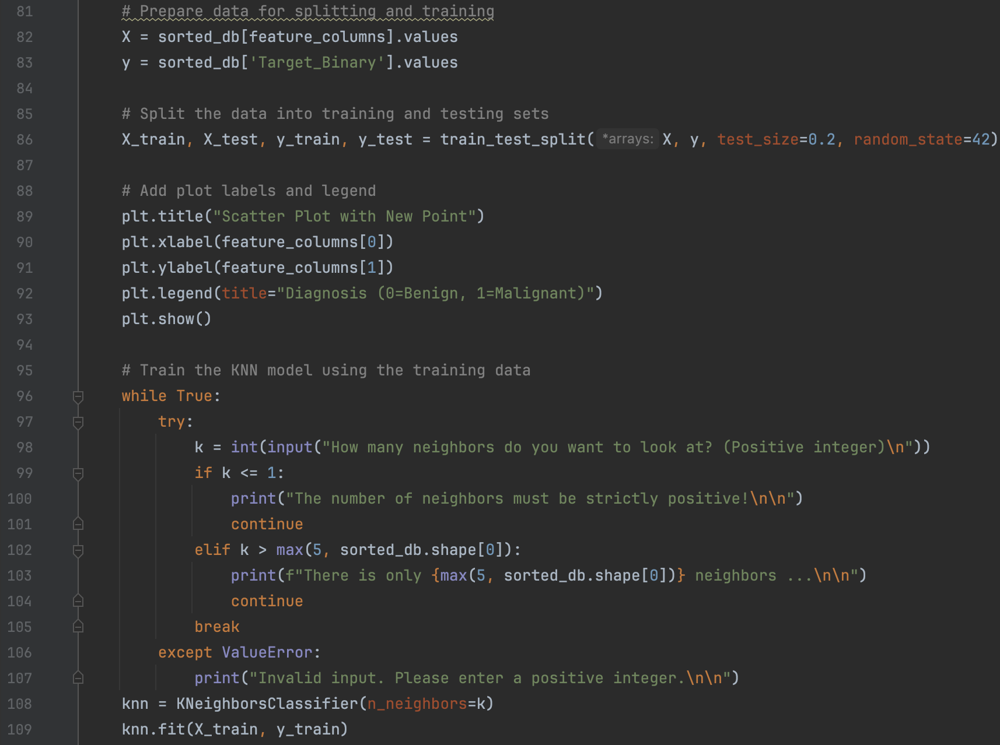 81 # Prepare data for splitting and training
82 X = sorted_db[feature_columns].values
83 y = sorted_db['Target_Binary'].values
84
85 # Split the data into training and testing sets
86 X_train, X_test, y_train, y_test = train_test_split( *arrays: X, y, test_size=0.2, random_state=42)
87
88 # Add plot labels and legend
89 plt.title("Scatter Plot with New Point")
90 plt.xlabel(feature_columns[0])
91 plt.ylabel(feature_columns[1])
92 plt.legend(title="Diagnosis (0=Benign, 1=Malignant)")
93 plt.show()
94
95 # Train the KNN model using the training data
96 while True:
97     try:
98         k = int(input("How many neighbors do you want to look at? (Positive integer)\n"))
99         if k <= 1:
100             print("The number of neighbors must be strictly positive!\n\n")
101             continue
102         elif k > max(5, sorted_db.shape[0]):
103             print(f"There is only {max(5, sorted_db.shape[0])} neighbors ...\n\n")
104             continue
105         break
106     except ValueError:
107         print("Invalid input. Please enter a positive integer.\n\n")
108 knn = KNeighborsClassifier(n_neighbors=k)
109 knn.fit(X_train, y_train)